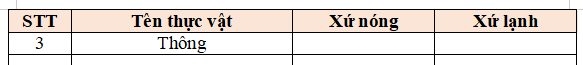 STT Tên thực vật Xứ nóng Xứ lạnh
3 Thông